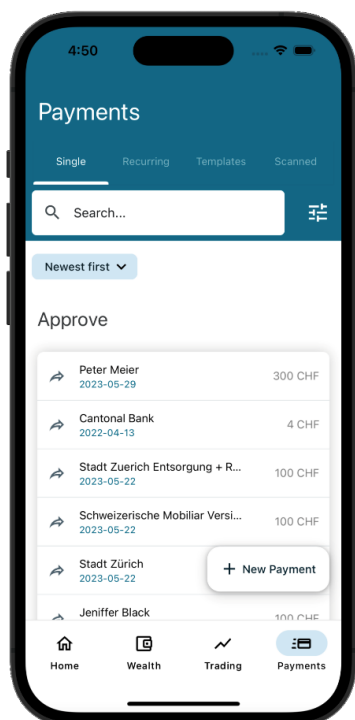 4:50
Payments
Single Recurring Templates Scanned
Search...
Newest first
Approve
Peter Meier
300 CHF
2023-05-29
Cantonal Bank
4 CHF
2022-04-13
Stadt Zuerich Entsorgung + R...
100 CHF
2023-05-22
Schweizerische Mobiliar Versi...
100 CHF
2023-05-22
Stadt Zürich
2023-05-22
+ New Payment
Jeniffer Black
100 CHF
Home Wealth Trading Payments